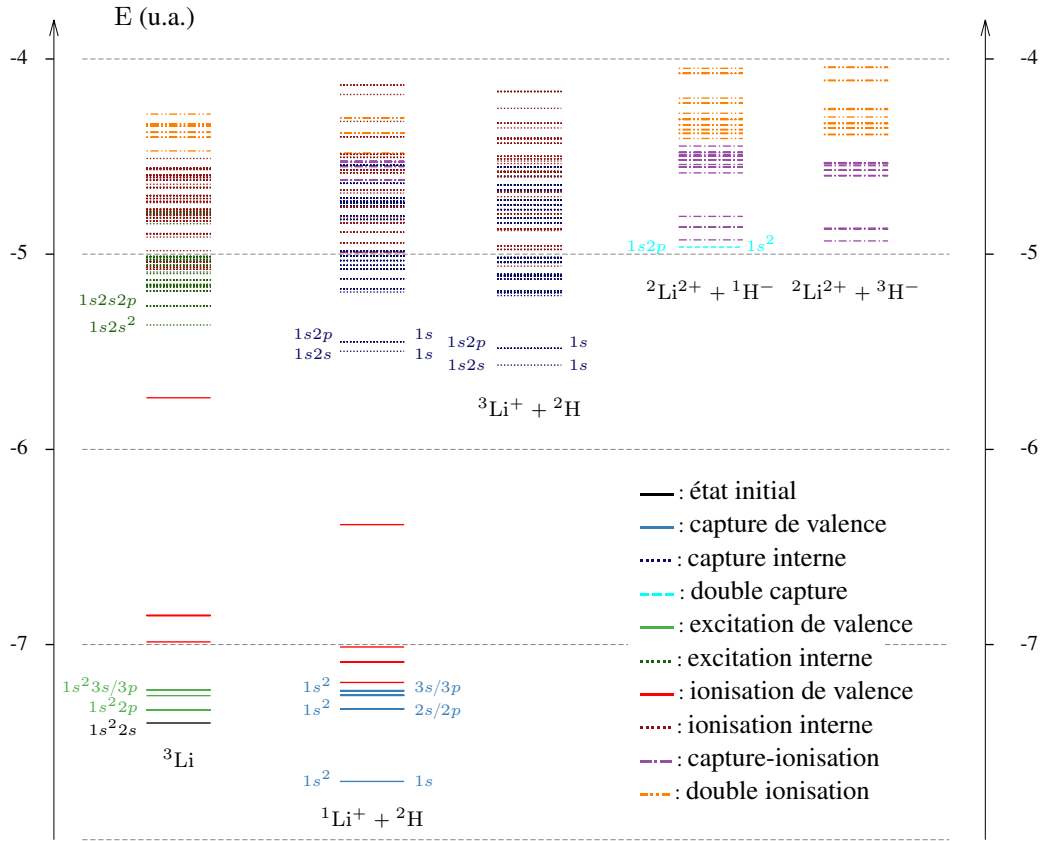 E (u.a.)
-4 -4
-5 -5
1s2p 1s²
²Li²⁺ + ¹H⁻ ²Li²⁺ + ³H⁻
1s2s2p
1s2s²
1s2p 1s 1s2p 1s
1s2s 1s 1s2s 1s
³Li⁺ + ²H
-6 -6
: état initial
: capture de valence
: capture interne
: double capture
: excitation de valence
-7 -7
: excitation interne
1s²3s/3p 1s² 3s/3p
: ionisation de valence
1s²2p 1s² 2s/2p
1s²2s
: ionisation interne
³Li
: capture-ionisation
1s² 1s
: double ionisation
¹Li⁺ + ²H